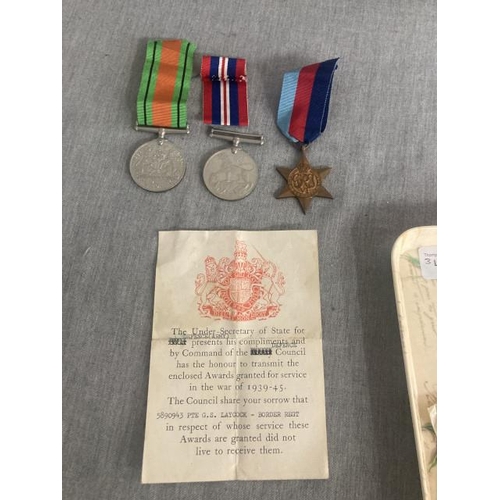 The Under-Secretary of State for
presents his compliments and
DEFENCE
by Command of the Council
has the honour to transmit the
enclosed Awards granted for service
in the war of 1939-45.
The Council share your sorrow that
5890943 PTE G.S. LAYCOCK - BORDER REGT
in respect of whose service these
Awards are granted did not
live to receive them.